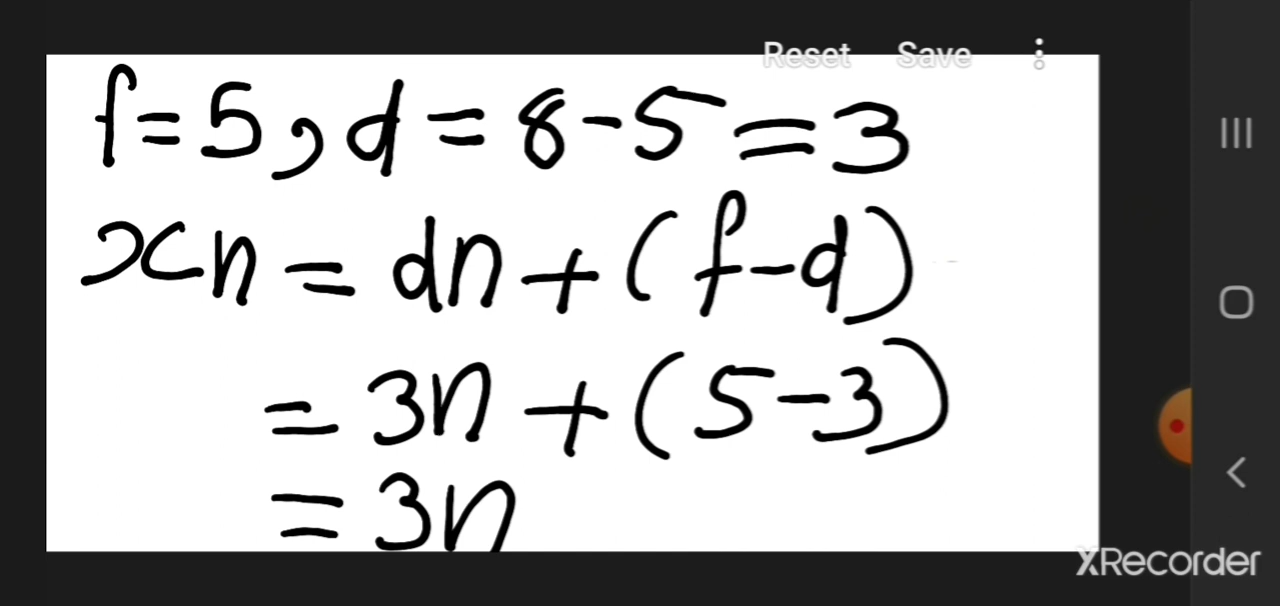 Reset Save
f=5, d = 8-5 = 3
xn = dn + (f-d)
= 3n + (5-3)
= 3n
XRecorder